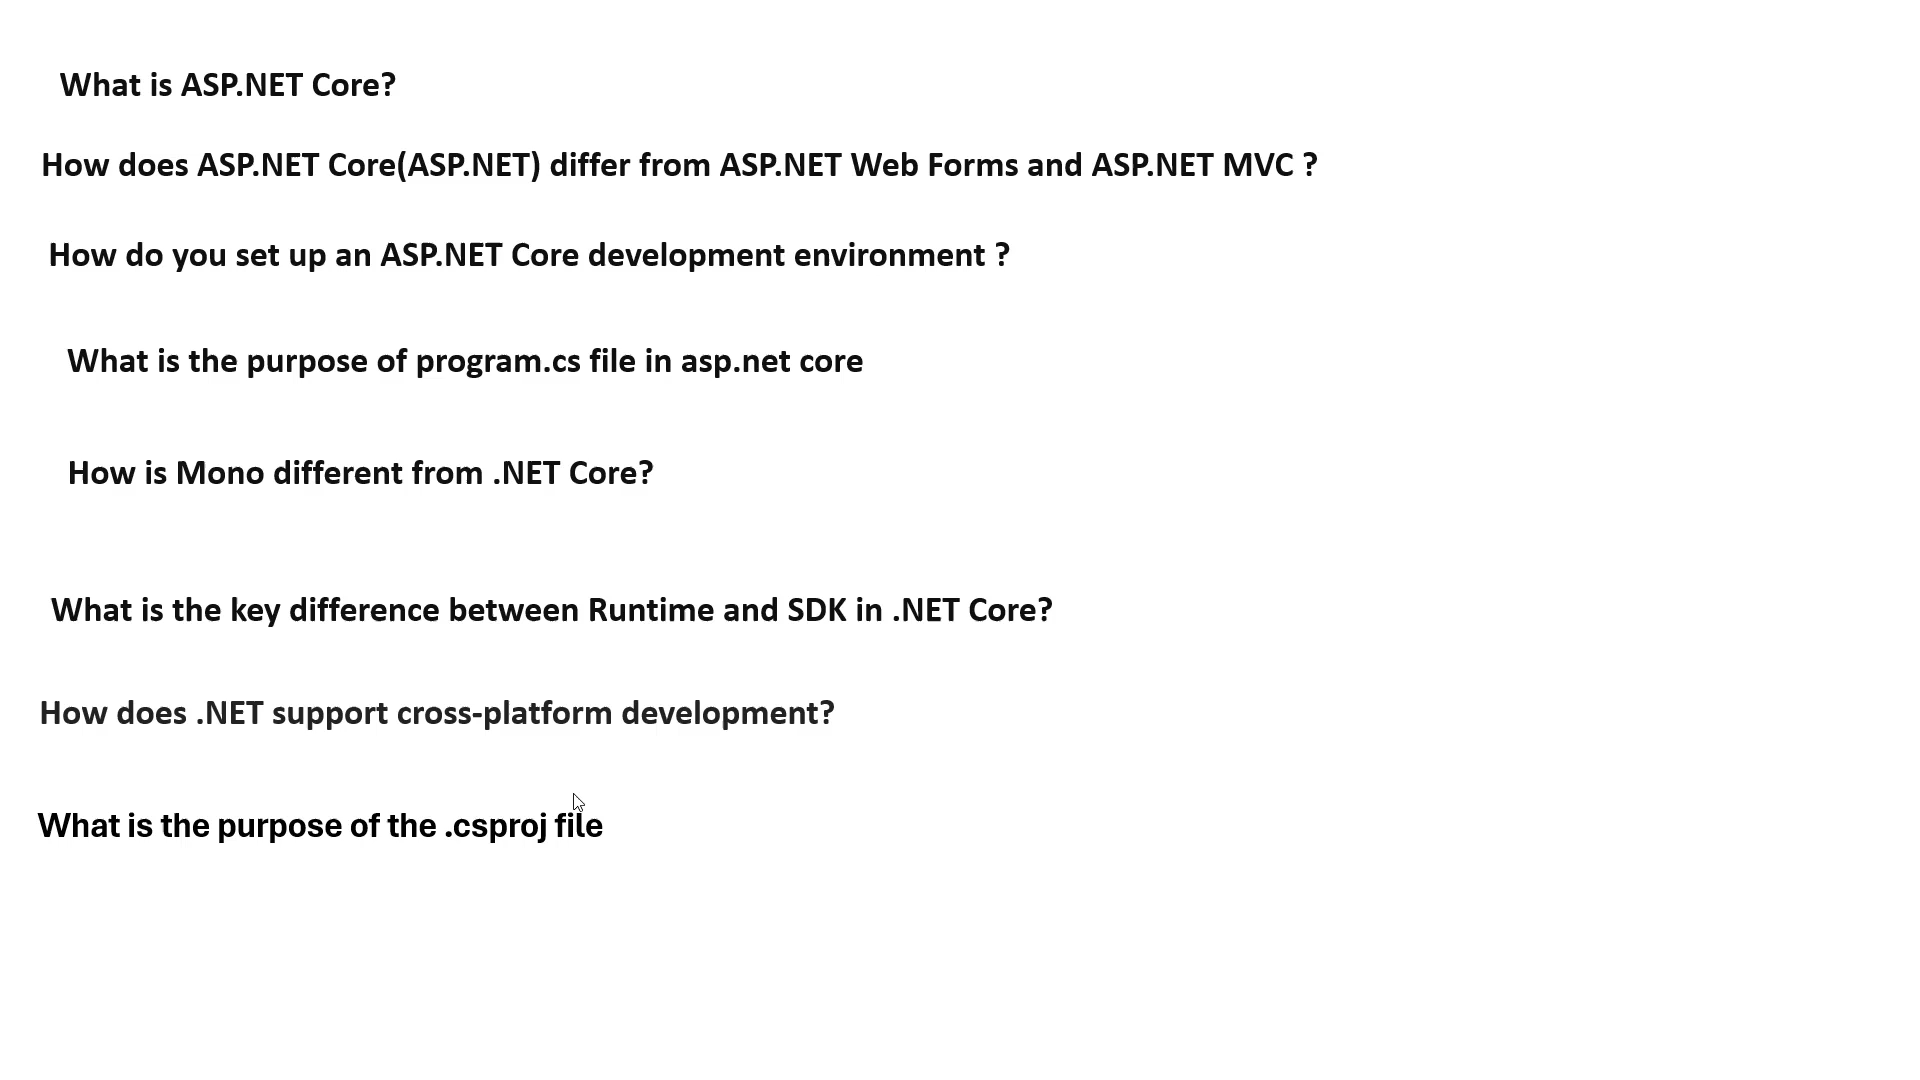 What is ASP.NET Core?
How does ASP.NET Core(ASP.NET) differ from ASP.NET Web Forms and ASP.NET MVC ?
How do you set up an ASP.NET Core development environment ?
What is the purpose of program.cs file in asp.net core
How is Mono different from .NET Core?
What is the key difference between Runtime and SDK in .NET Core?
How does .NET support cross-platform development?
What is the purpose of the .csproj file